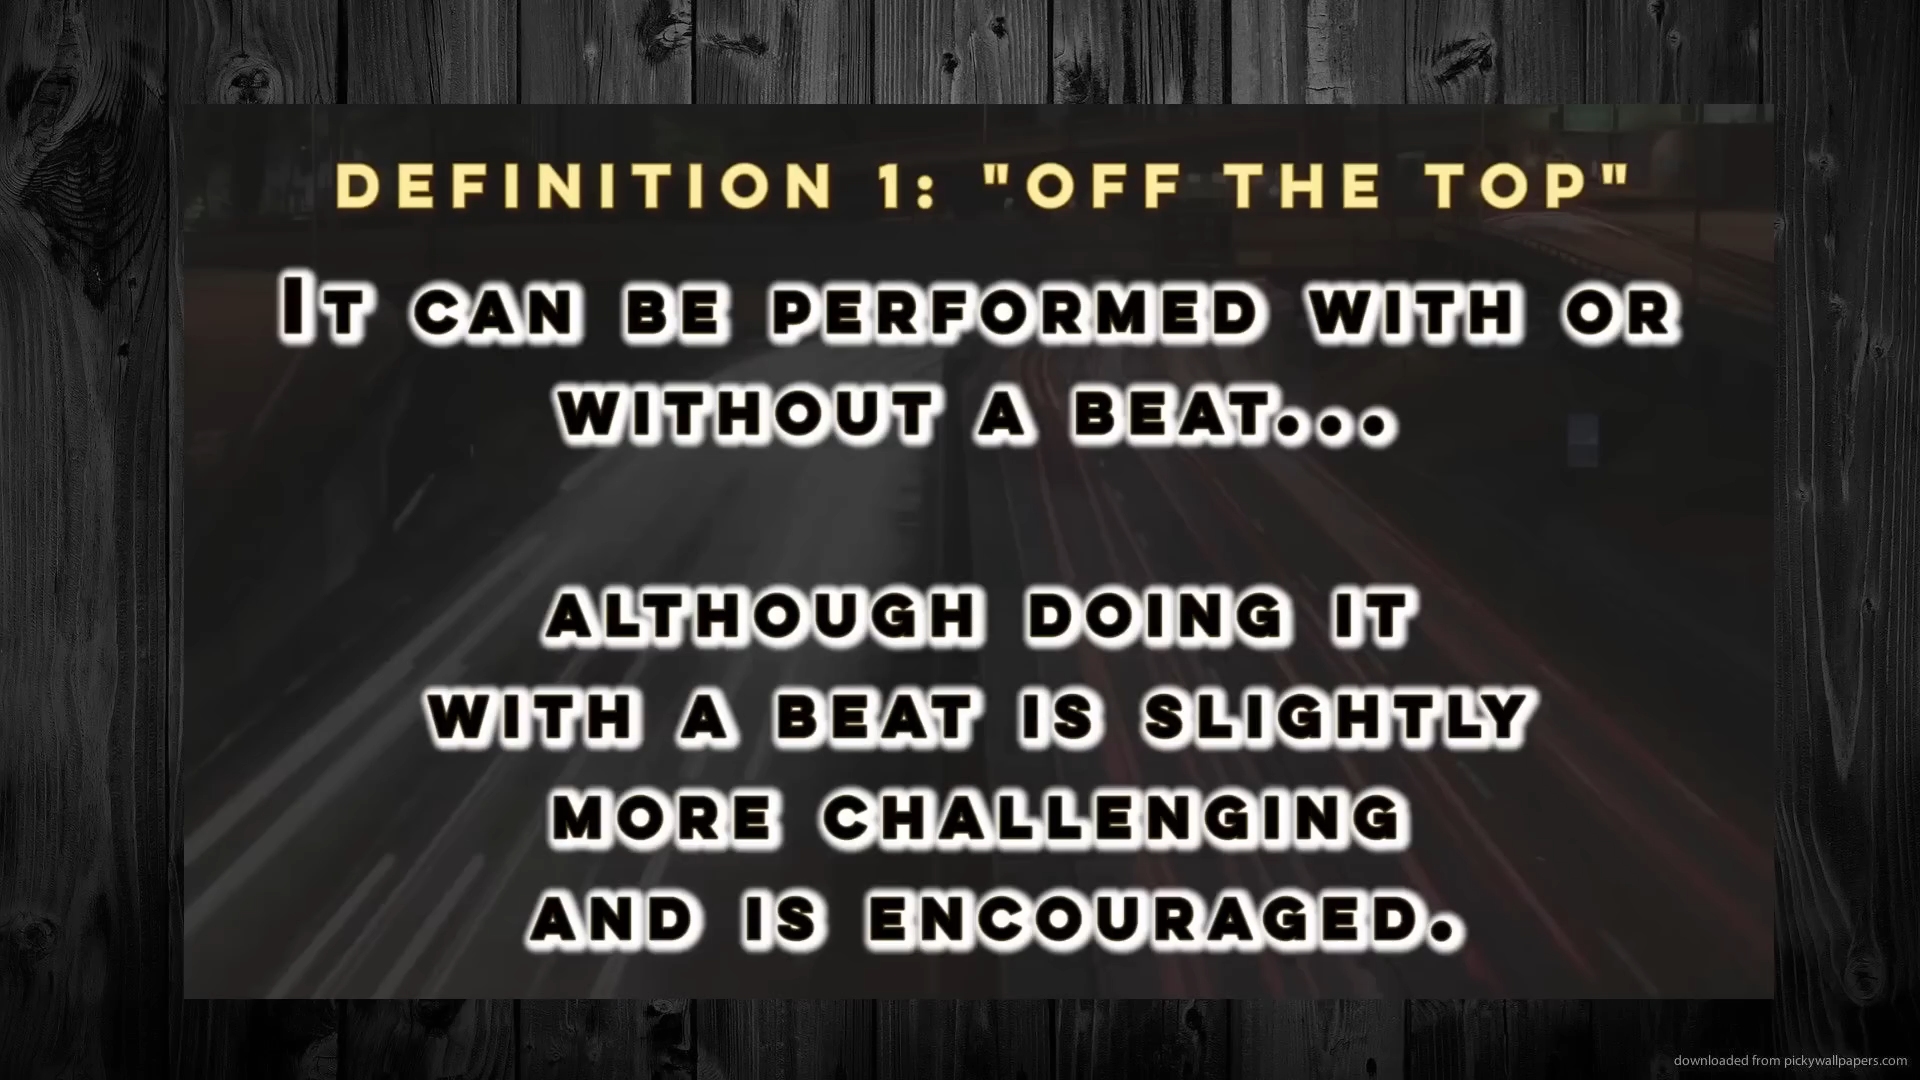 DEFINITION 1: "OFF THE TOP"
IT CAN BE PERFORMED WITH OR
WITHOUT A BEAT...
ALTHOUGH DOING IT
WITH A BEAT IS SLIGHTLY
MORE CHALLENGING
AND IS ENCOURAGED.
downloaded from pickywallpapers.com